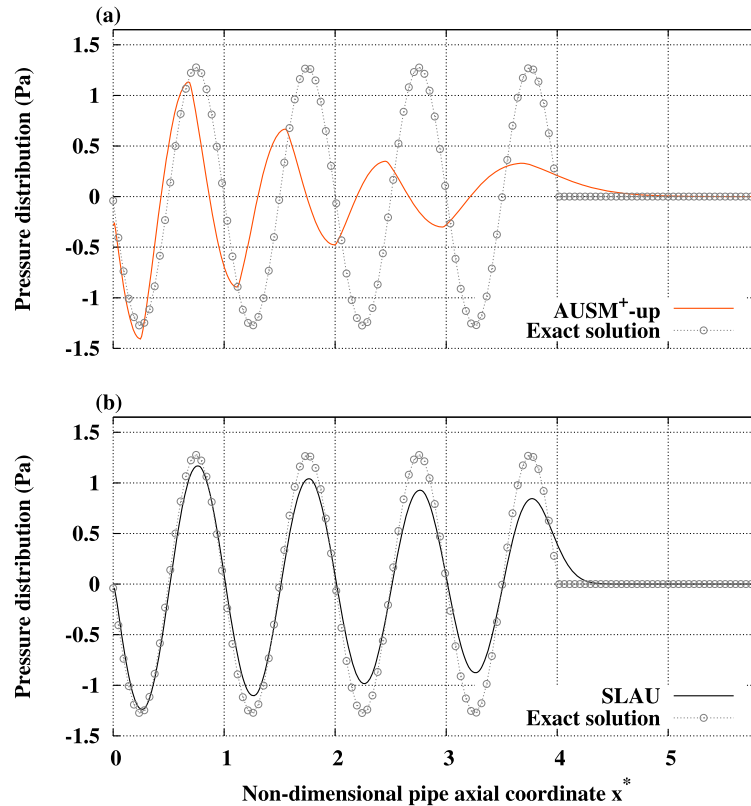 (a)
Pressure distribution (Pa)
1.5
1
0.5
0
-0.5
-1
-1.5
AUSM+-up
Exact solution
(b)
Pressure distribution (Pa)
1.5
1
0.5
0
-0.5
-1
-1.5
SLAU
Exact solution
0 1 2 3 4 5
Non-dimensional pipe axial coordinate x*